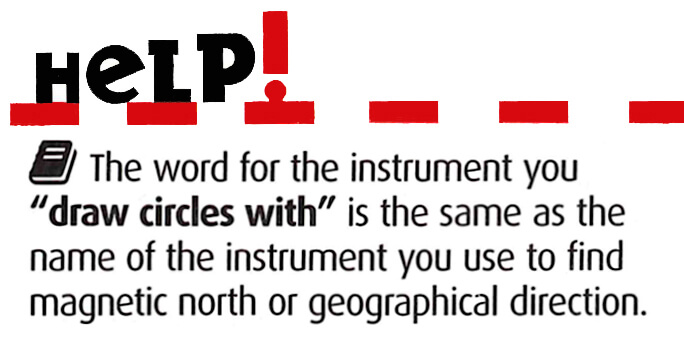 HeLP!
The word for the instrument you
“draw circles with” is the same as the
name of the instrument you use to find
magnetic north or geographical direction.